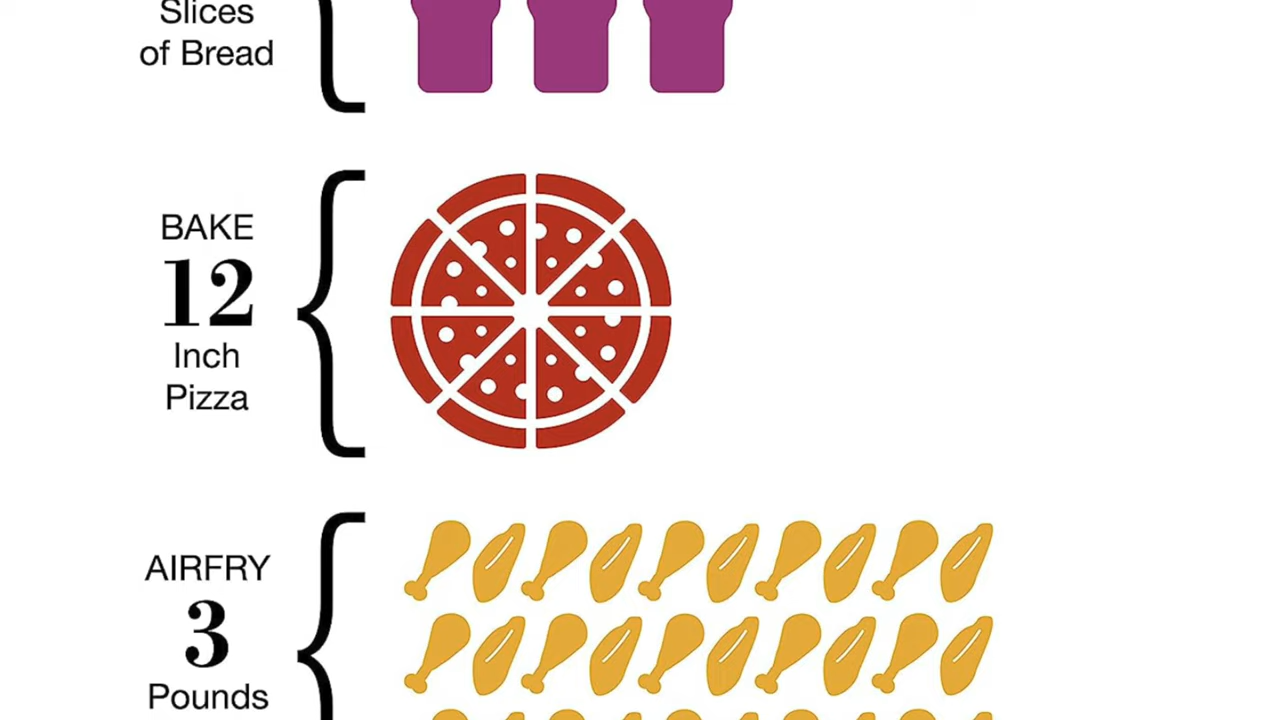 Slices
of Bread
BAKE
12
Inch
Pizza
AIRFRY
3
Pounds